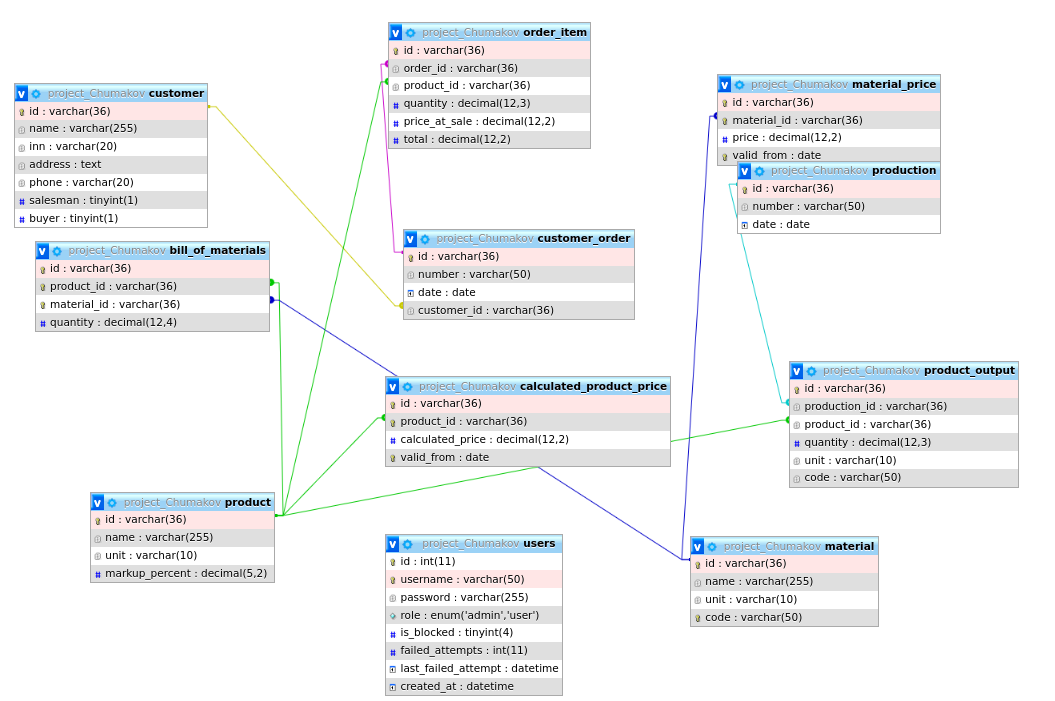 project_Chumakov order_item
id : varchar(36)
order_id : varchar(36)
product_id : varchar(36)
quantity : decimal(12,3)
price_at_sale : decimal(12,2)
total : decimal(12,2)
project_Chumakov customer
id : varchar(36)
name : varchar(255)
inn : varchar(20)
address : text
phone : varchar(20)
salesman : tinyint(1)
buyer : tinyint(1)
project_Chumakov material_price
id : varchar(36)
material_id : varchar(36)
price : decimal(12,2)
valid_from : date
project_Chumakov production
id : varchar(36)
number : varchar(50)
date : date
project_Chumakov bill_of_materials
id : varchar(36)
product_id : varchar(36)
material_id : varchar(36)
quantity : decimal(12,4)
project_Chumakov customer_order
id : varchar(36)
number : varchar(50)
date : date
customer_id : varchar(36)
project_Chumakov calculated_product_price
id : varchar(36)
product_id : varchar(36)
calculated_price : decimal(12,2)
valid_from : date
project_Chumakov product_output
id : varchar(36)
production_id : varchar(36)
product_id : varchar(36)
quantity : decimal(12,3)
unit : varchar(10)
code : varchar(50)
project_Chumakov product
id : varchar(36)
name : varchar(255)
unit : varchar(10)
markup_percent : decimal(5,2)
project_Chumakov users
id : int(11)
username : varchar(50)
password : varchar(255)
role : enum('admin','user')
is_blocked : tinyint(4)
failed_attempts : int(11)
last_failed_attempt : datetime
created_at : datetime
project_Chumakov material
id : varchar(36)
name : varchar(255)
unit : varchar(10)
code : varchar(50)